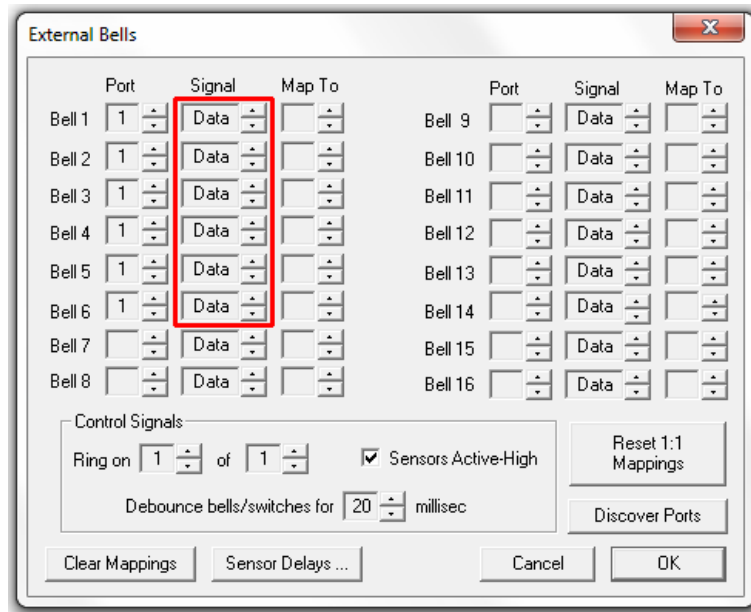 External Bells
Port Signal Map To Port Signal Map To
Bell 1 1 Data Bell 9 Data
Bell 2 1 Data Bell 10 Data
Bell 3 1 Data Bell 11 Data
Bell 4 1 Data Bell 12 Data
Bell 5 1 Data Bell 13 Data
Bell 6 1 Data Bell 14 Data
Bell 7 Data Bell 15 Data
Bell 8 Data Bell 16 Data
Control Signals
Ring on 1 of 1 Sensors Active-High
Debounce bells/switches for 20 millisec
Reset 1:1
Mappings
Discover Ports
Clear Mappings Sensor Delays ... Cancel OK